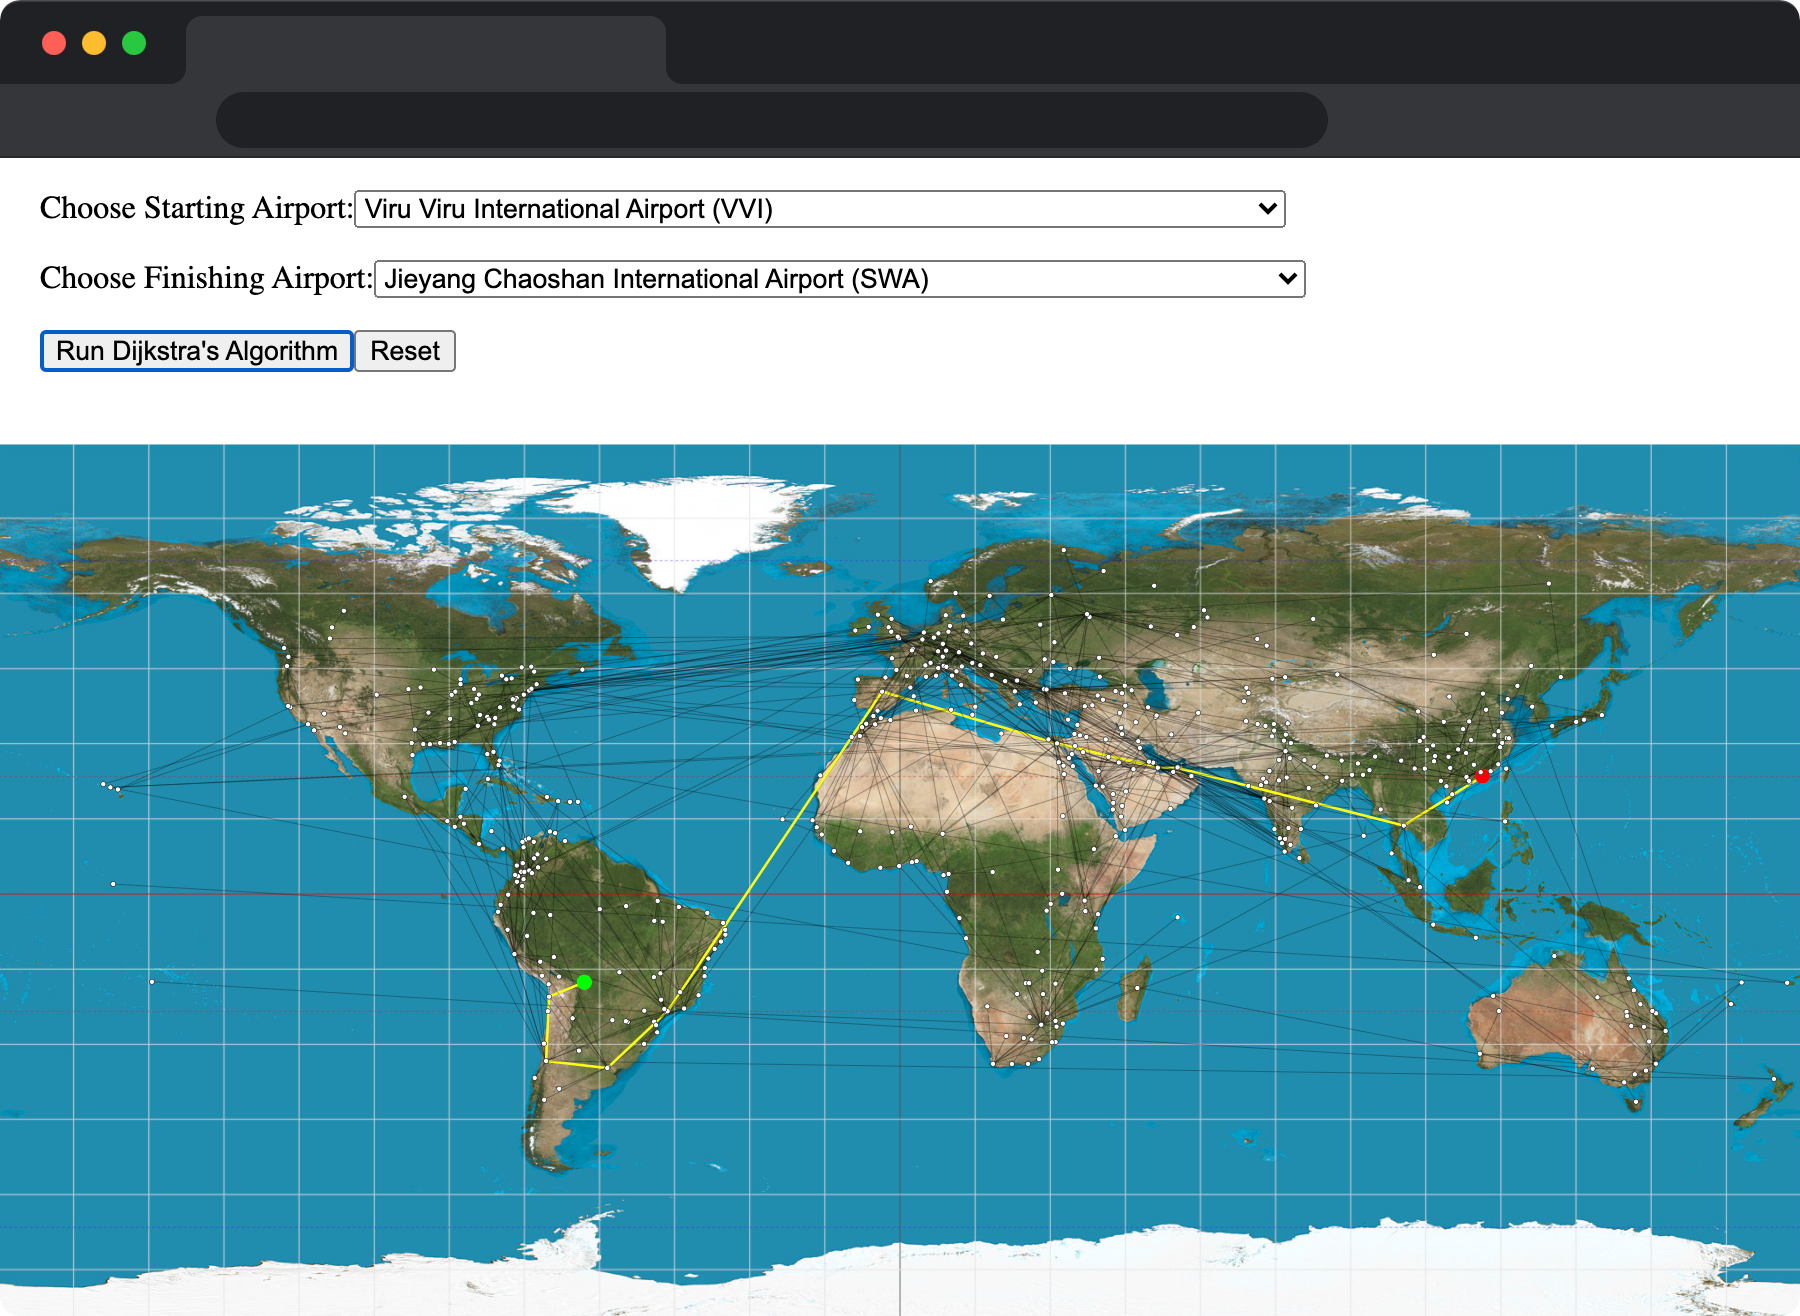 Choose Starting Airport: Viru Viru International Airport (VVI)
Choose Finishing Airport: Jieyang Chaoshan International Airport (SWA)
Run Dijkstra's Algorithm Reset